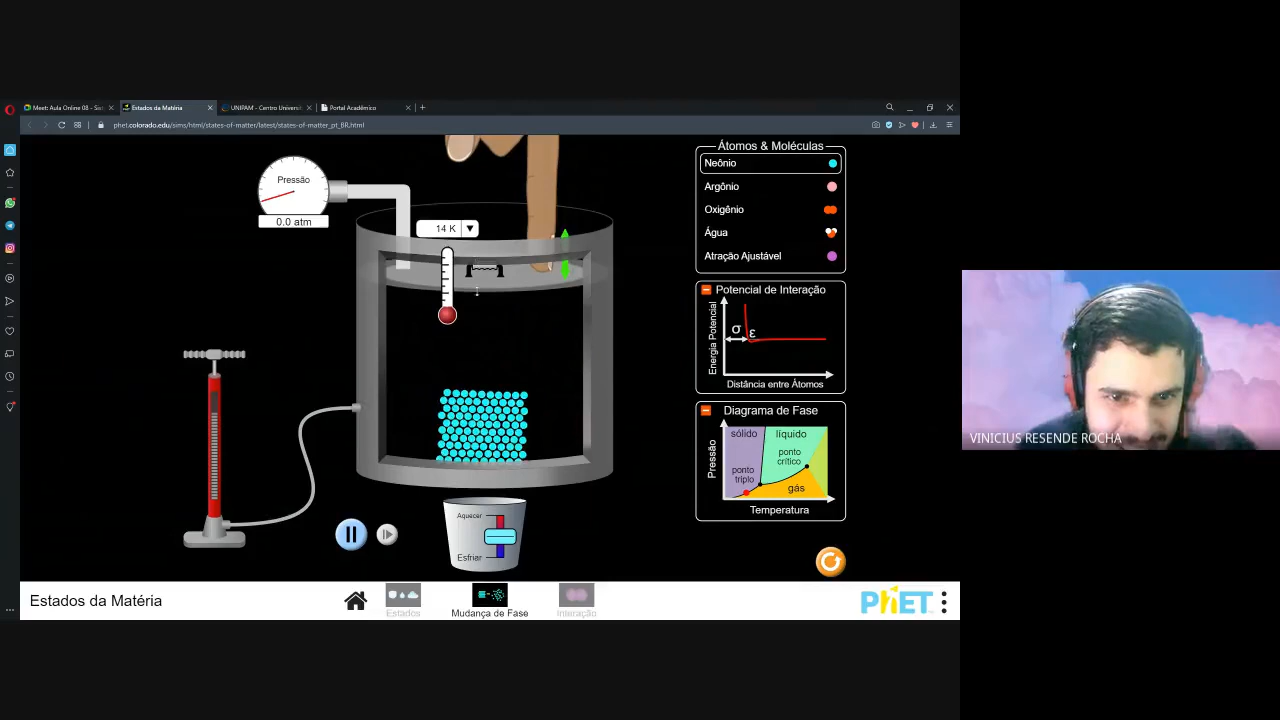 Meet: Aula Online 08 - Sis
Estados da Matéria
UNIPAM - Centro Universi
Portal Acadêmico
phet.colorado.edu/sims/html/states-of-matter/latest/states-of-matter_pt_BR.html
Pressão
0.0 atm
14 K
Átomos & Moléculas
Neônio
Argônio
Oxigênio
Água
Atração Ajustável
Potencial de Interação
Energia Potencial
σ
ε
Distância entre Átomos
Diagrama de Fase
Pressão
sólido
líquido
ponto crítico
ponto triplo
gás
Temperatura
Aquecer
Esfriar
VINICIUS RESENDE ROCHA
Estados da Matéria
Estados
Mudança de Fase
Interação
PhET